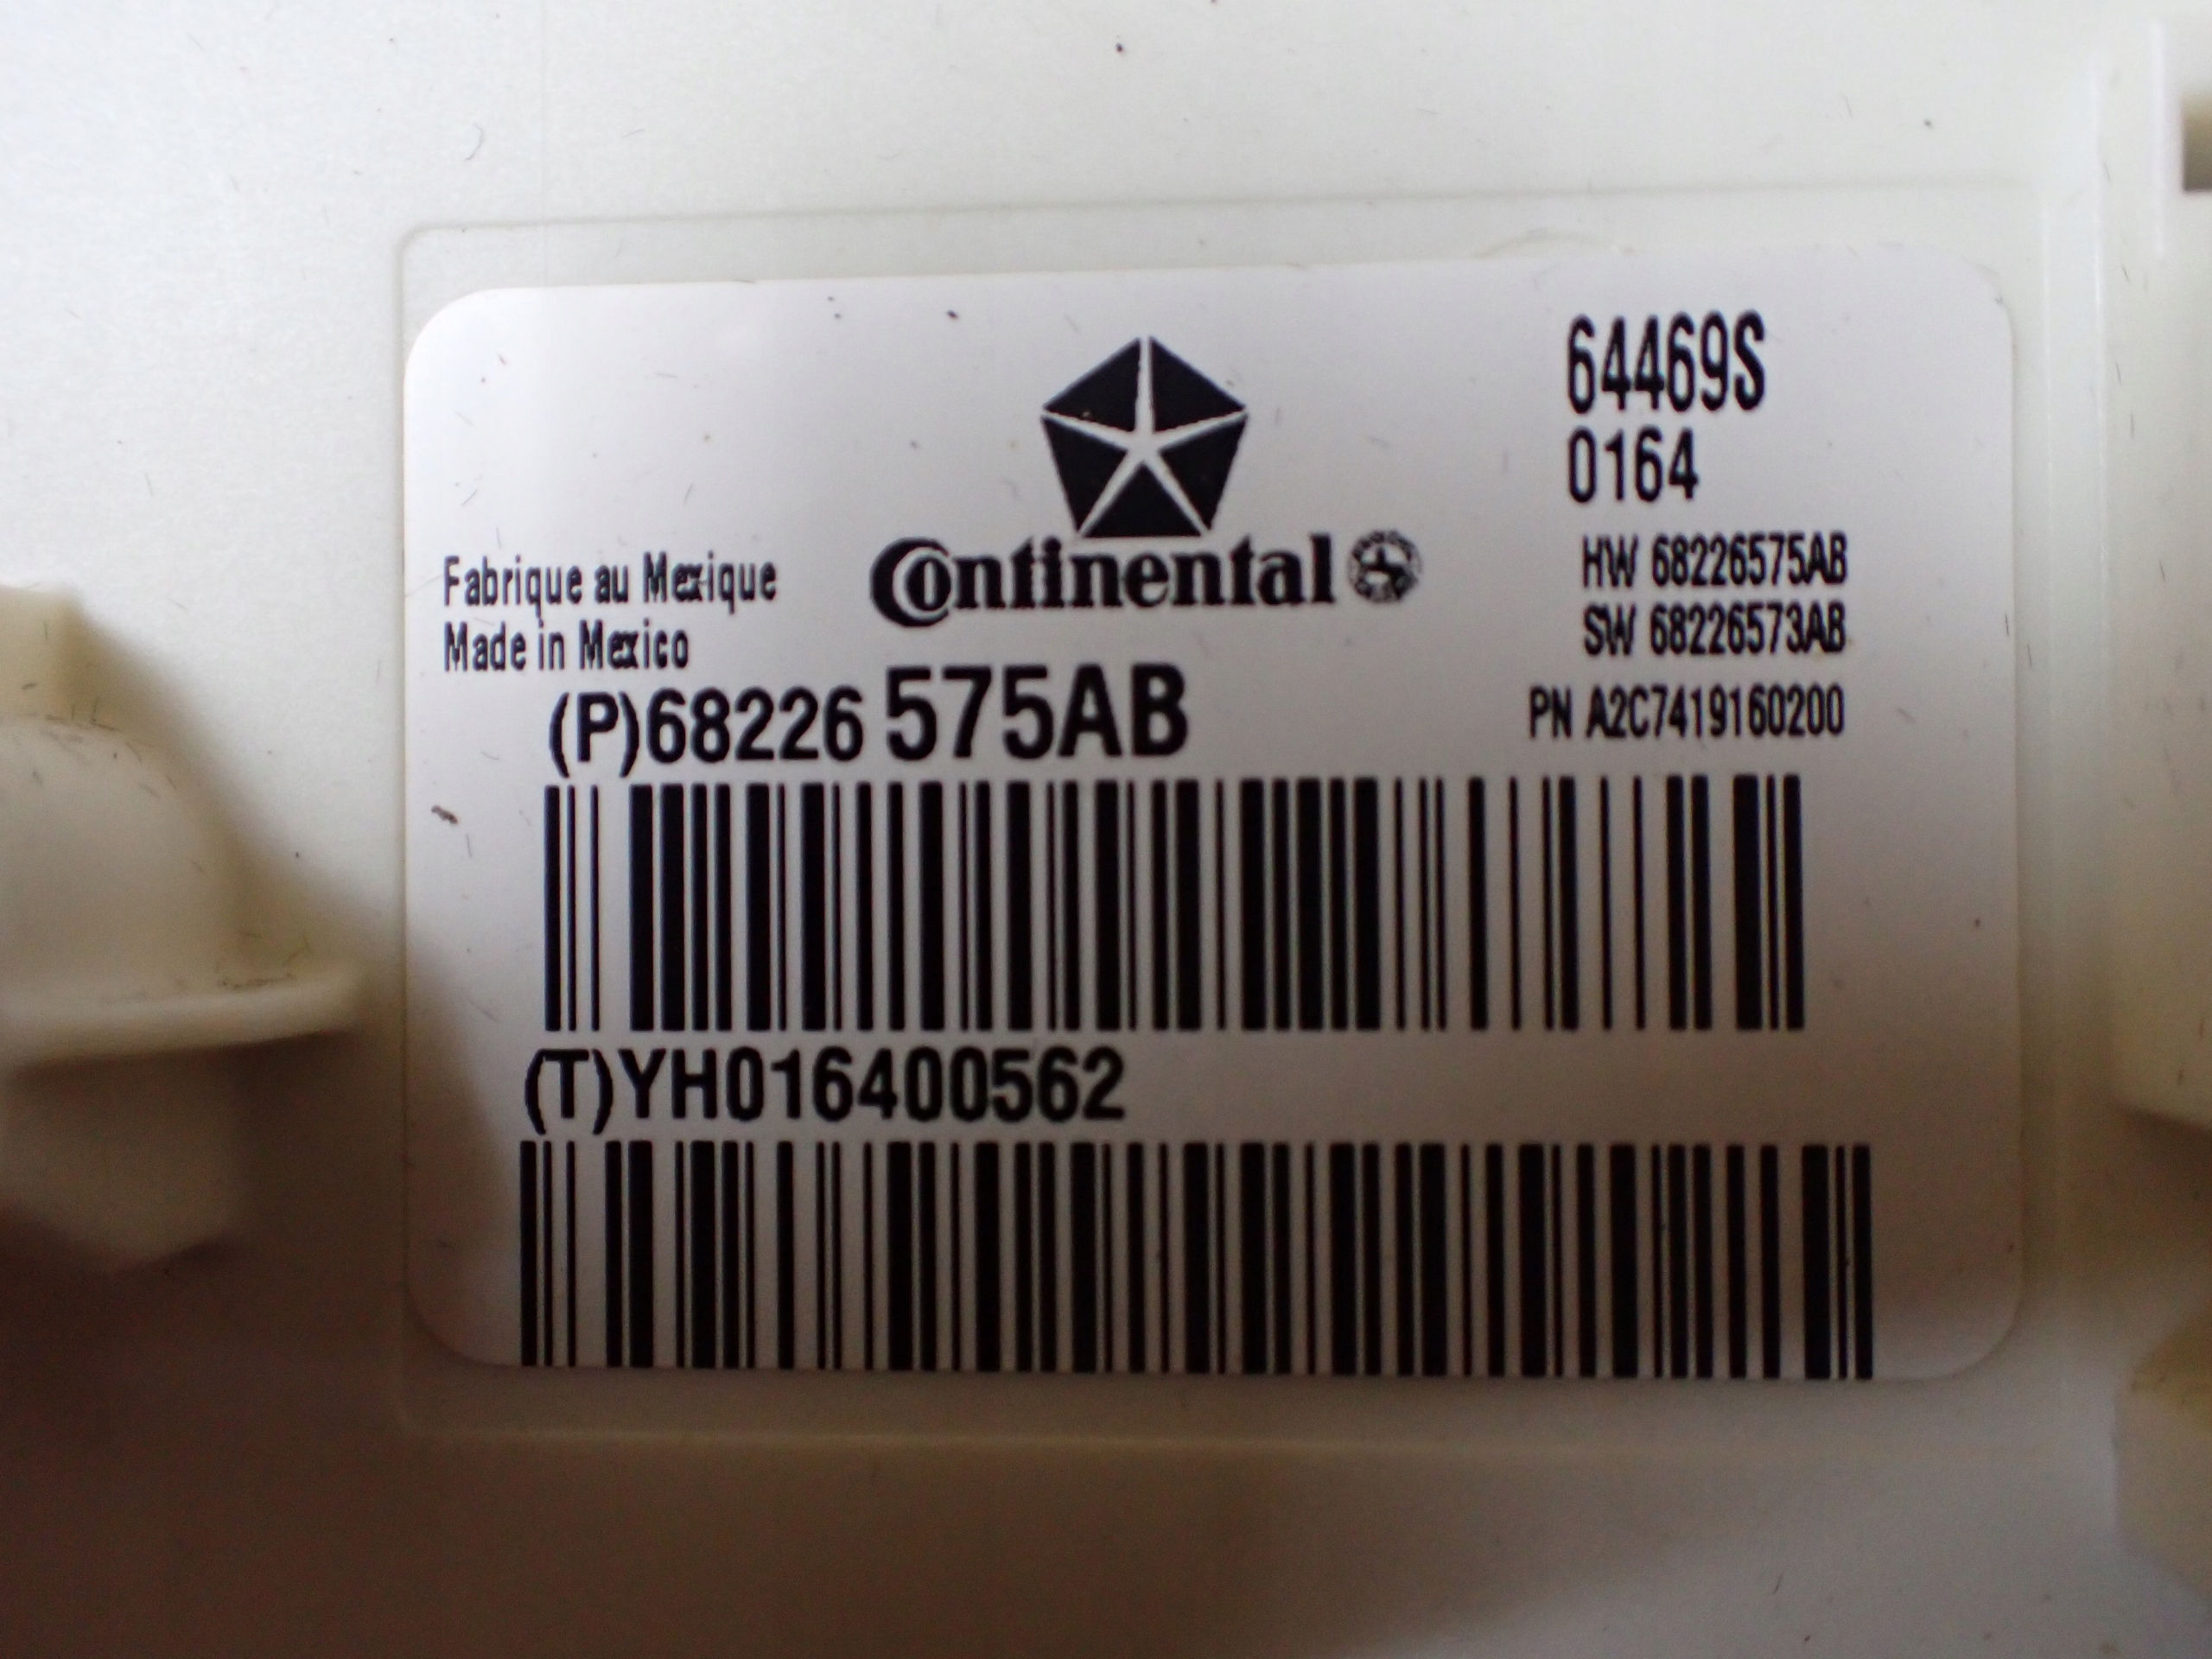 64469S
0164
Continental
HW 68226575AB
SW 68226573AB
Fabrique au Mexique
Made in Mexico
(P)68226 575AB
PN A2C7419160200
(T)YH016400562